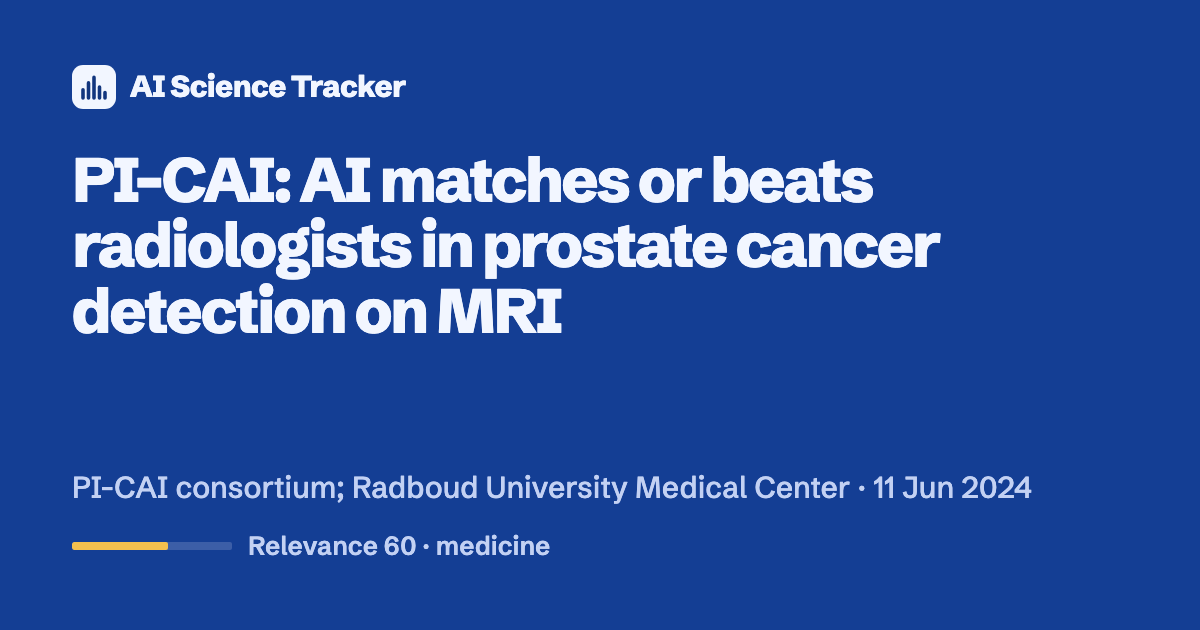 AI Science Tracker
PI-CAI: AI matches or beats
radiologists in prostate cancer
detection on MRI
PI-CAI consortium; Radboud University Medical Center · 11 Jun 2024
Relevance 60 · medicine